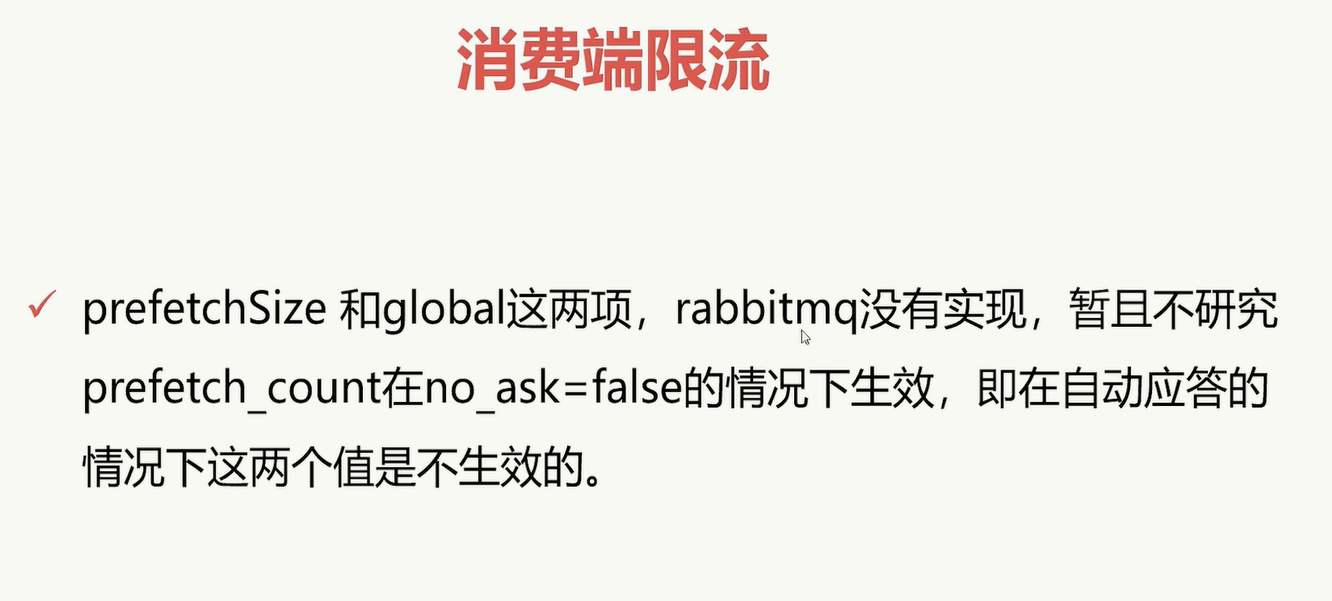 消费端限流
prefetchSize 和global这两项，rabbitmq没有实现，暂且不研究
prefetch_count在no_ask=false的情况下生效，即在自动应答的
情况下这两个值是不生效的。